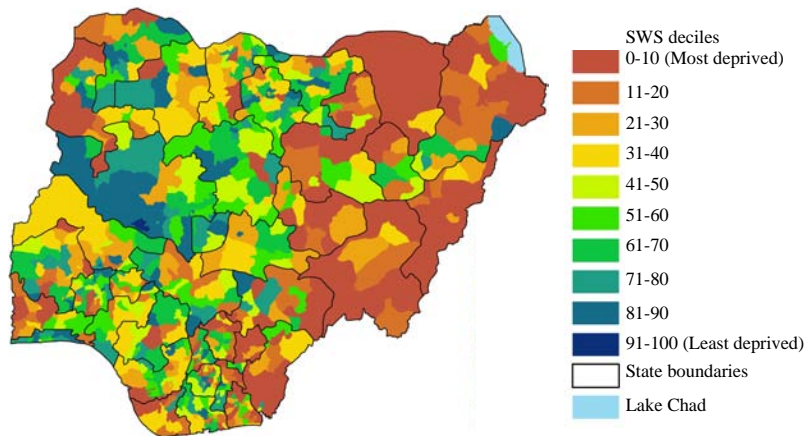 SWS deciles
0-10 (Most deprived)
11-20
21-30
31-40
41-50
51-60
61-70
71-80
81-90
91-100 (Least deprived)
State boundaries
Lake Chad